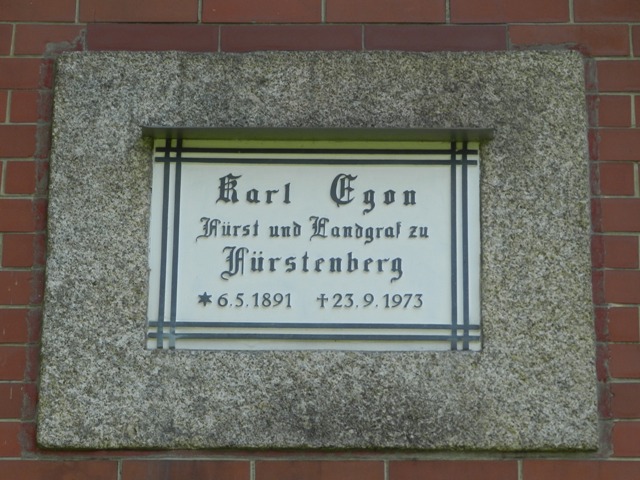 Karl Egon
Fürst und Landgraf zu
Fürstenberg
*6.5.1891 †23.9.1973